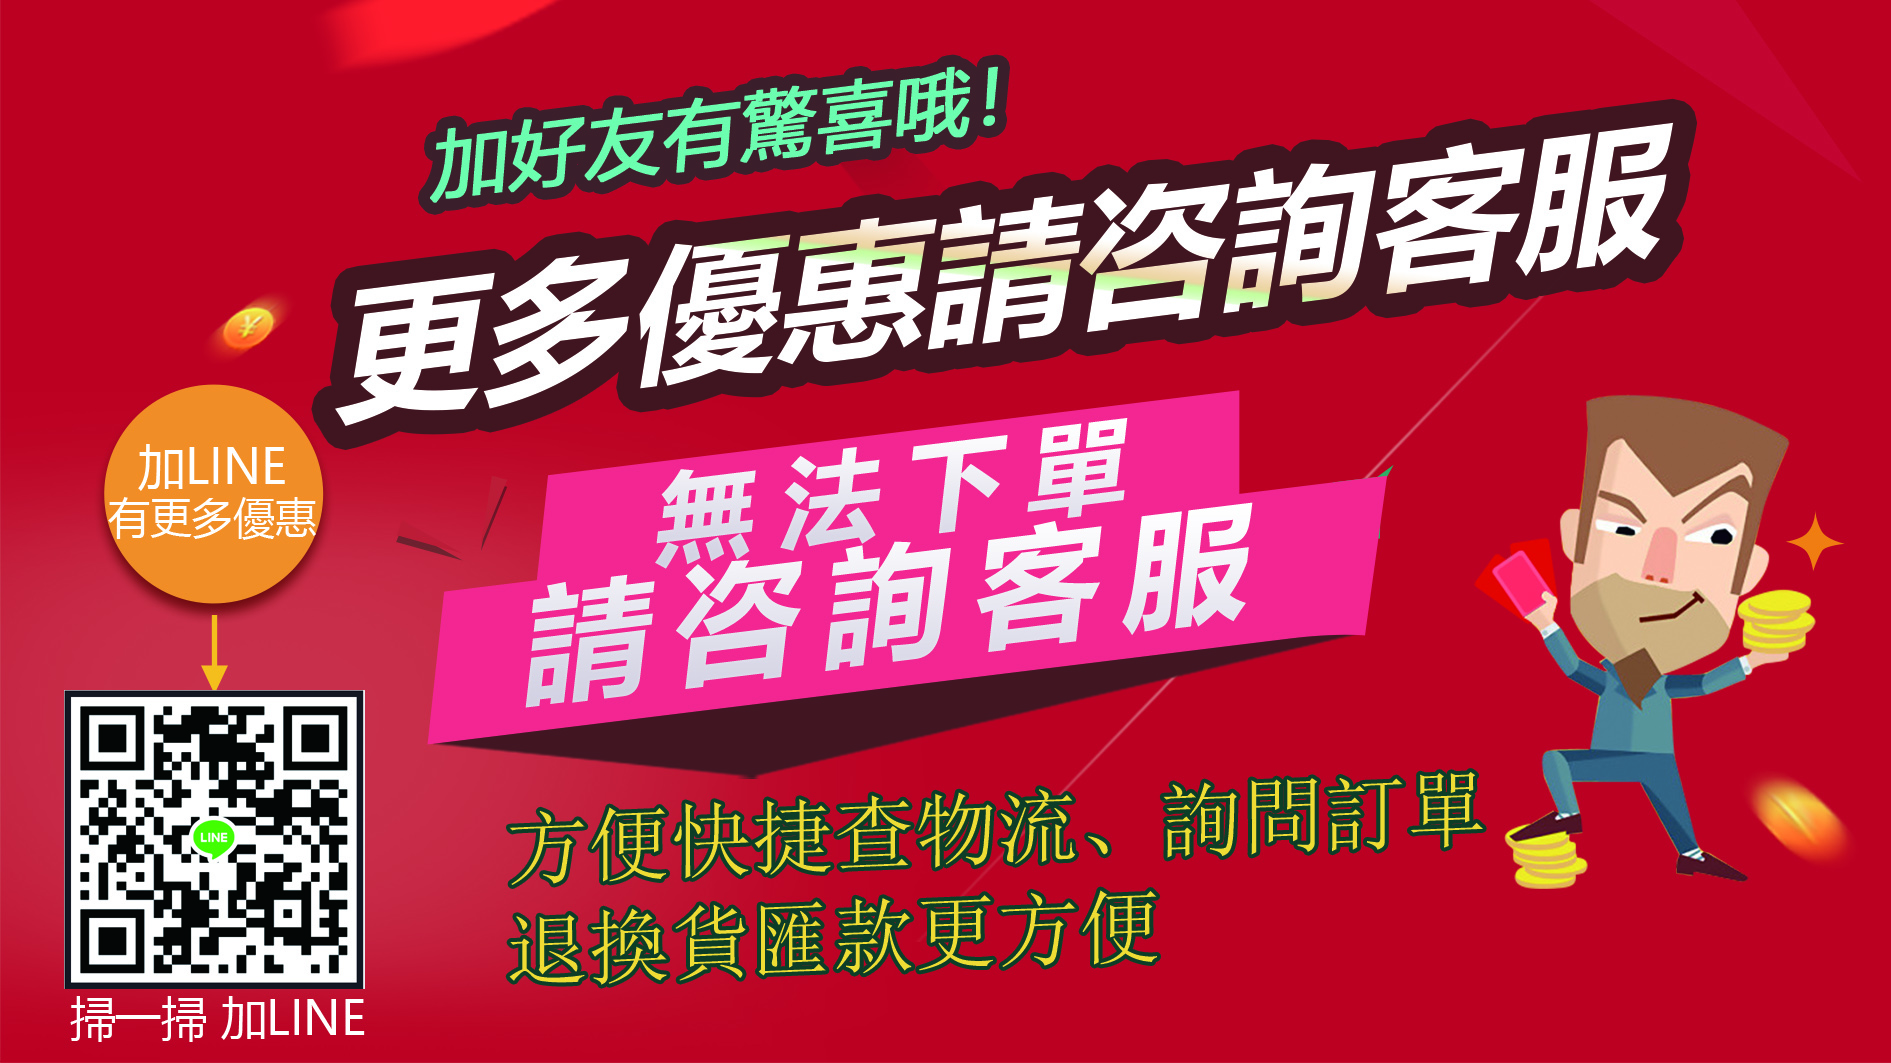 加好友有驚喜哦！
更多優惠請咨詢客服
加LINE
有更多優惠
無法下單
請咨詢客服
LINE
方便快捷查物流、詢問訂單
退換貨匯款更方便
掃一掃 加LINE